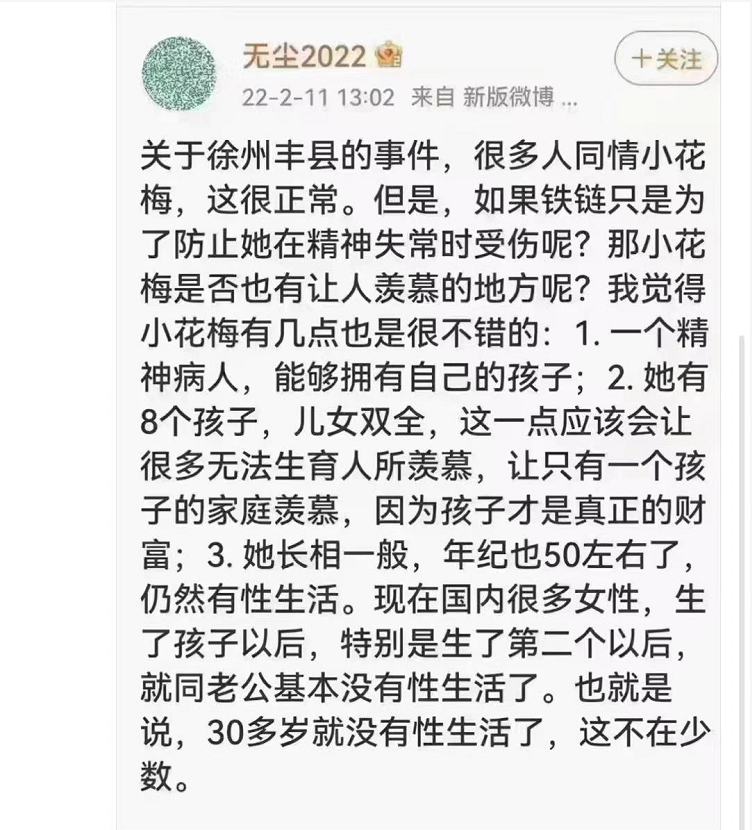 无尘2022
+关注
22-2-11 13:02 来自 新版微博 ...
关于徐州丰县的事件，很多人同情小花
梅，这很正常。但是，如果铁链只是为
了防止她在精神失常时受伤呢？那小花
梅是否也有让人羡慕的地方呢？我觉得
小花梅有几点也是很不错的：1. 一个精
神病人，能够拥有自己的孩子；2. 她有
8个孩子，儿女双全，这一点应该会让
很多无法生育人所羡慕，让只有一个孩
子的家庭羡慕，因为孩子才是真正的财
富；3. 她长相一般，年纪也50左右了，
仍然有性生活。现在国内很多女性，生
了孩子以后，特别是生了第二个以后，
就同老公基本没有性生活了。也就是
说，30多岁就没有性生活了，这不在少
数。